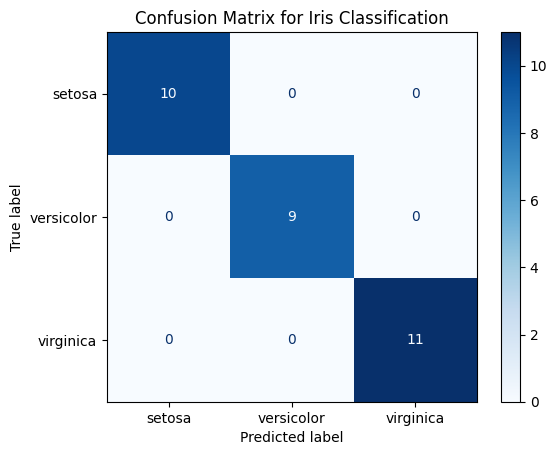 Confusion Matrix for Iris Classification
setosa
versicolor
virginica
True label
10 0 0
0 9 0
0 0 11
setosa versicolor virginica
Predicted label
10
8
6
4
2
0